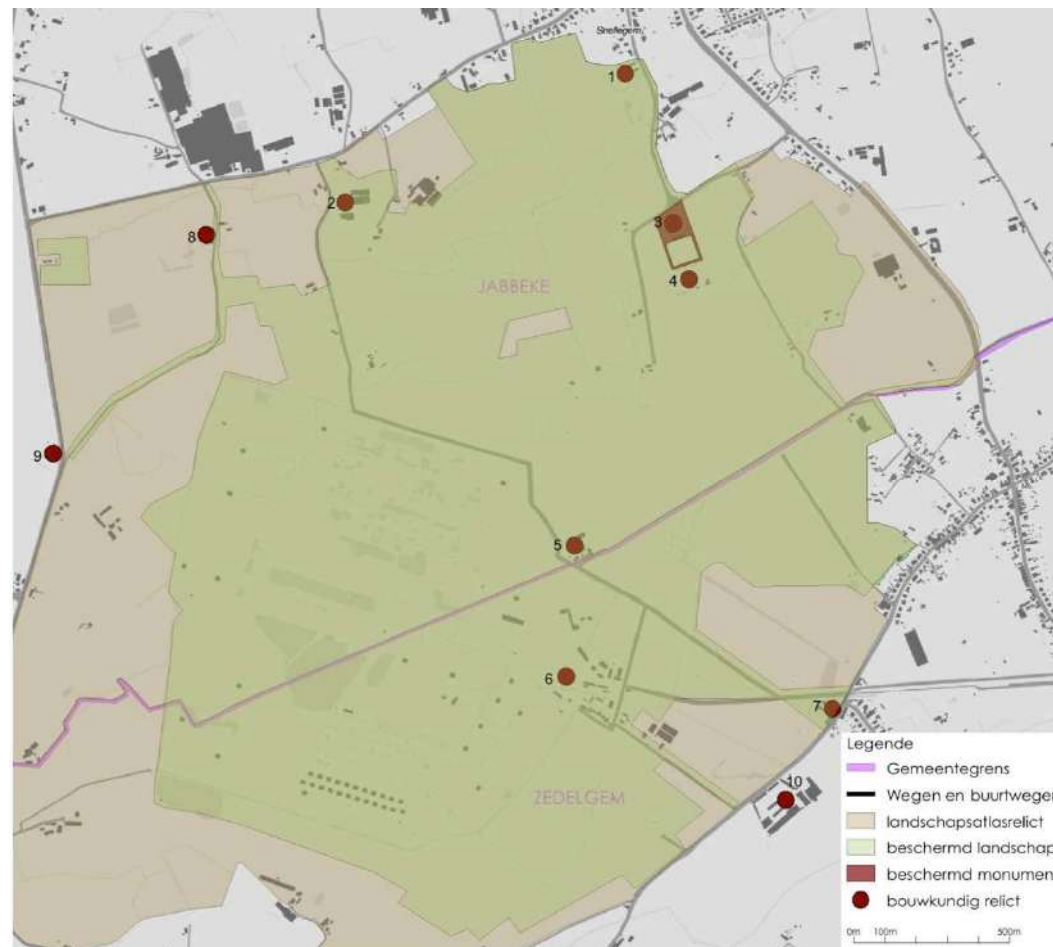 Snellegem
1
2
3
8
4
JABBEKE
9
5
6
7
10
ZEDELGEM
Legende
Gemeentegrens
Wegen en buurtwegen
landschapsatlasrelict
beschermd landschap
beschermd monumen
bouwkundig relict
0m 100m 500m